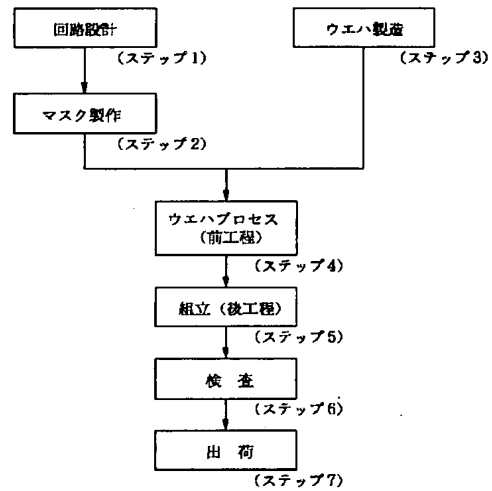 回路設計
(ステップ1)
ウエハ製造
(ステップ3)
マスク製作
(ステップ2)
ウエハプロセス
(前工程)
(ステップ4)
組立(後工程)
(ステップ5)
検 査
(ステップ6)
出 荷
(ステップ7)